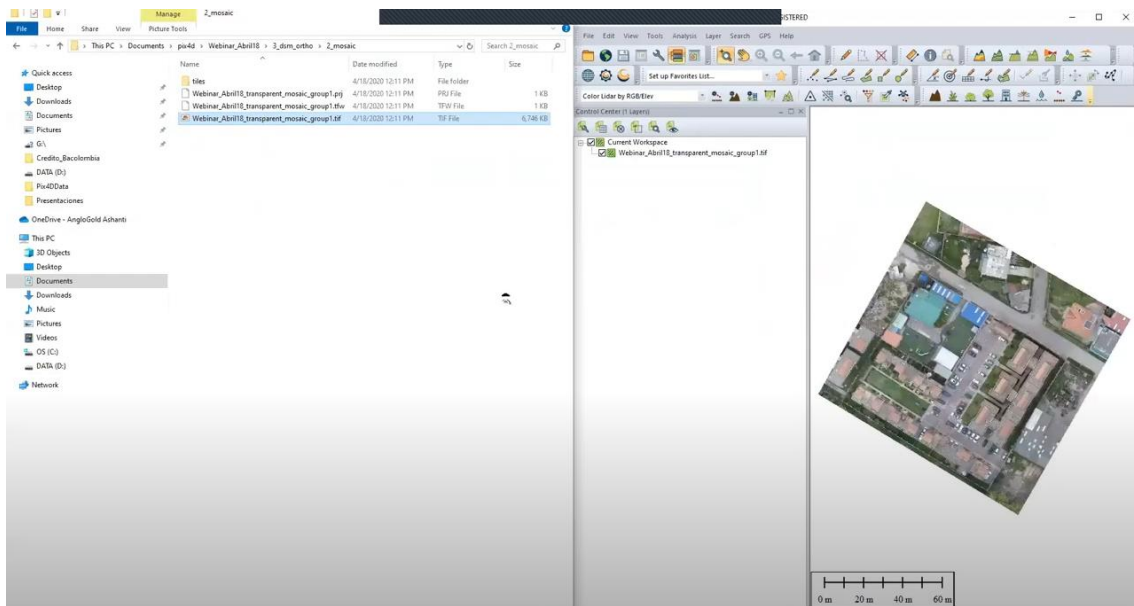 Manage
2_mosaic
File
Home
Share
View
Picture Tools
This PC > Documents > pix4d > Webinar_Abril18 > 3_dsm_ortho > 2_mosaic
Search 2_mosaic
Name
Date modified
Type
Size
tiles
4/18/2020 12:11 PM
File folder
Webinar_Abril18_transparent_mosaic_group1.prj
4/18/2020 12:11 PM
PRJ File
1 KB
Webinar_Abril18_transparent_mosaic_group1.tfw
4/18/2020 12:11 PM
TFW File
1 KB
Webinar_Abril18_transparent_mosaic_group1.tif
4/18/2020 12:11 PM
TIF File
6,746 KB
Quick access
Desktop
Downloads
Documents
Pictures
G:\
Credito_Bacolombia
DATA (D:)
Pix4DData
Presentaciones
OneDrive - AngloGold Ashanti
This PC
3D Objects
Desktop
Documents
Downloads
Music
Pictures
Videos
OS (C:)
DATA (D:)
Network
GISTERED
File Edit View Tools Analysis Layer Search GPS Help
Set up Favorites List...
Color Lidar by RGB/Elev
Control Center (1 Layers)
Current Workspace
Webinar_Abril18_transparent_mosaic_group1.tif
0 m 20 m 40 m 60 m